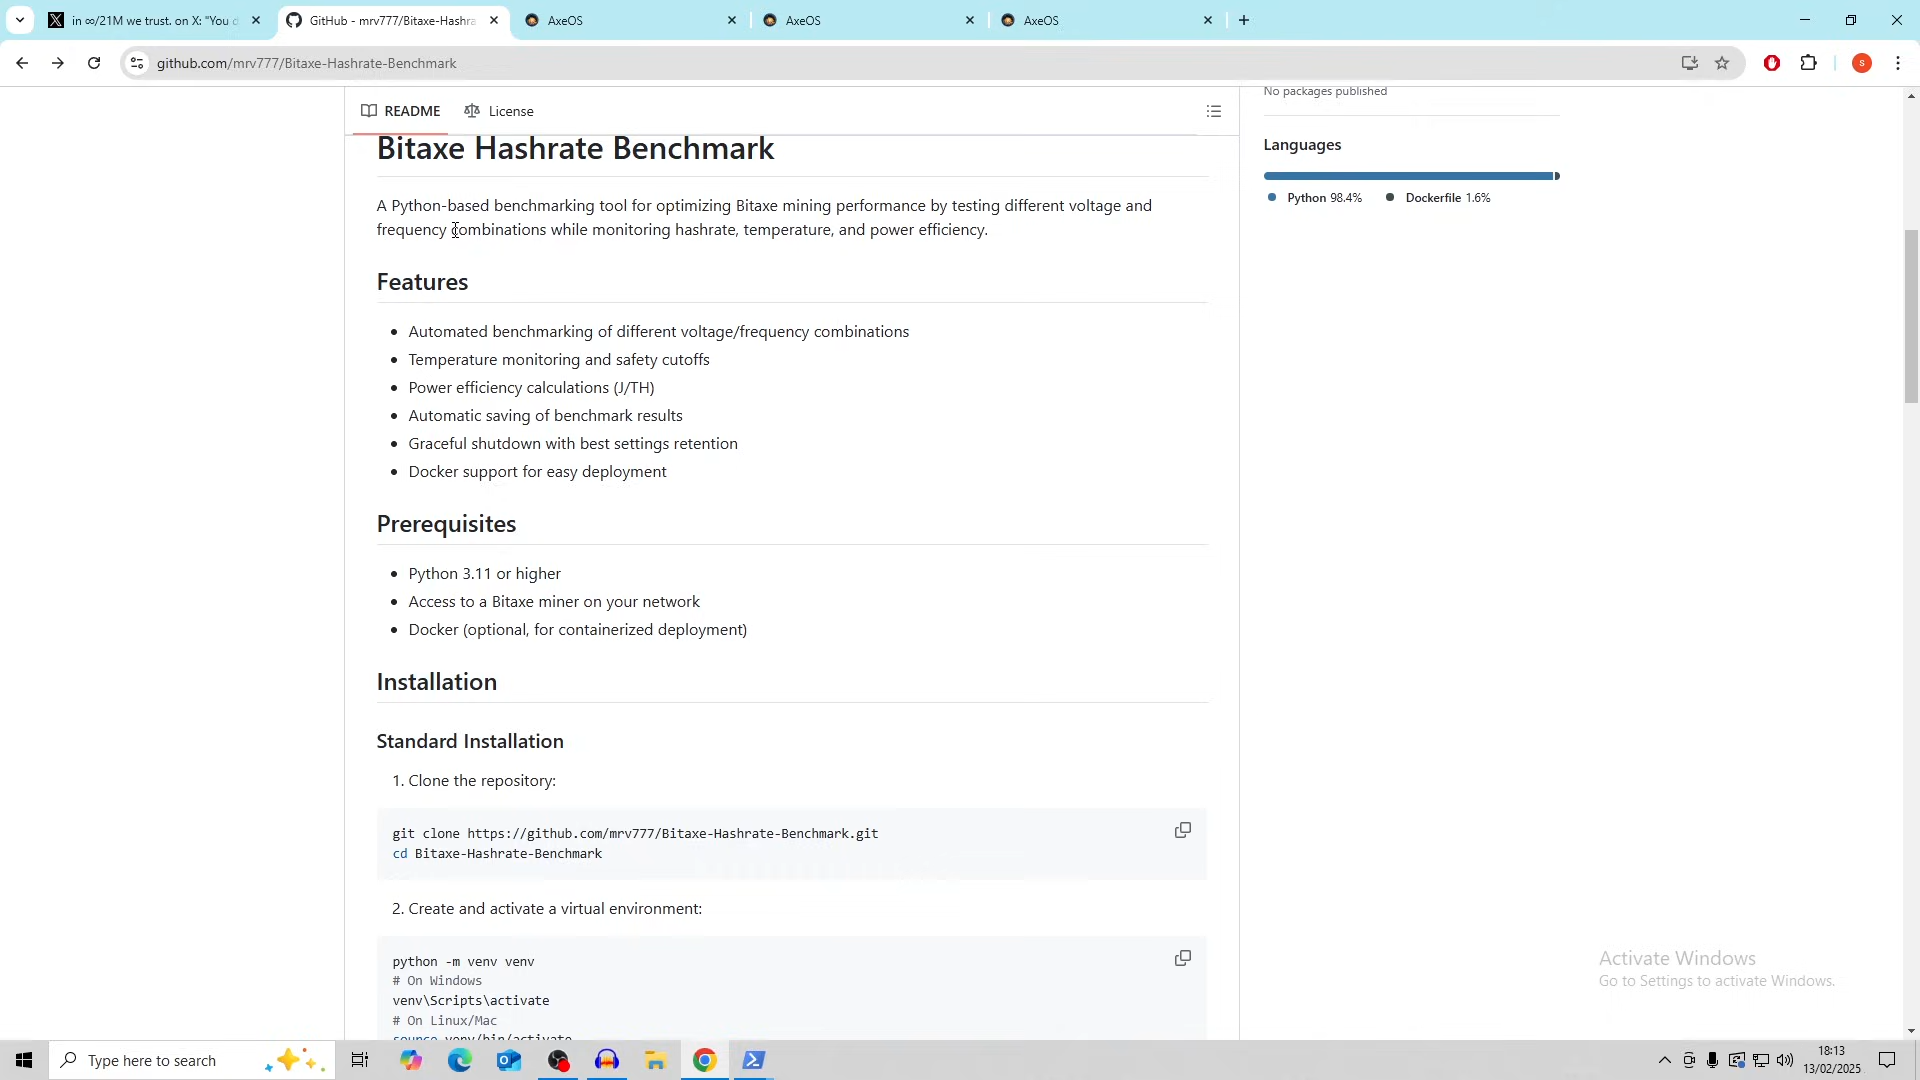 in ∞/21M we trust. on X: "You d
GitHub - mrv777/Bitaxe-Hashra
AxeOS
AxeOS
AxeOS
github.com/mrv777/Bitaxe-Hashrate-Benchmark
S
README
License
No packages published
Bitaxe Hashrate Benchmark
Languages
Python 98.4%
Dockerfile 1.6%
A Python-based benchmarking tool for optimizing Bitaxe mining performance by testing different voltage and
frequency combinations while monitoring hashrate, temperature, and power efficiency.
Features
Automated benchmarking of different voltage/frequency combinations
Temperature monitoring and safety cutoffs
Power efficiency calculations (J/TH)
Automatic saving of benchmark results
Graceful shutdown with best settings retention
Docker support for easy deployment
Prerequisites
Python 3.11 or higher
Access to a Bitaxe miner on your network
Docker (optional, for containerized deployment)
Installation
Standard Installation
1. Clone the repository:
git clone https://github.com/mrv777/Bitaxe-Hashrate-Benchmark.git
cd Bitaxe-Hashrate-Benchmark
2. Create and activate a virtual environment:
python -m venv venv
# On Windows
venv\Scripts\activate
# On Linux/Mac
source venv/bin/activate
Activate Windows
Go to Settings to activate Windows.
Type here to search
18:13
13/02/2025